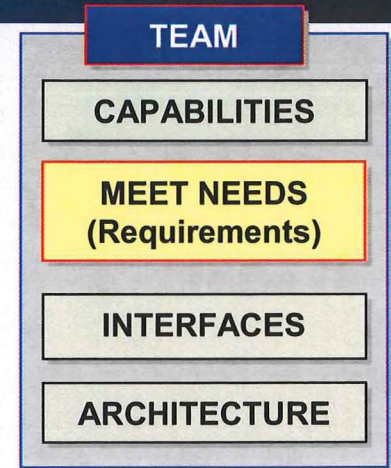 TEAM
CAPABILITIES
MEET NEEDS
(Requirements)
INTERFACES
ARCHITECTURE